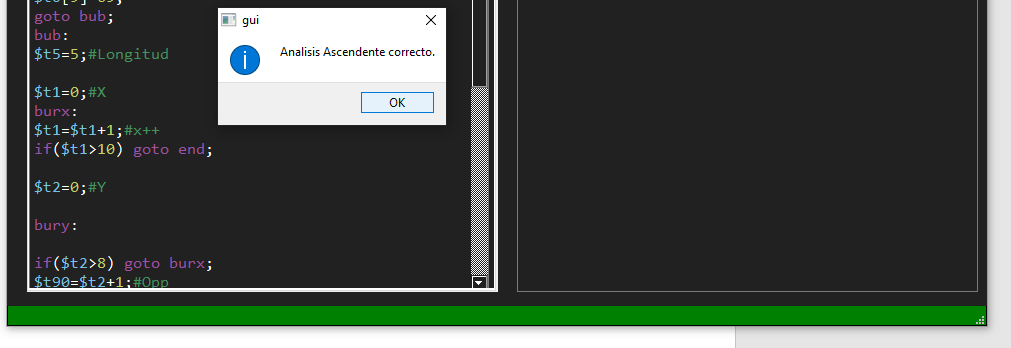 goto bub;
bub:
$t5=5;#Longitud
$t1=0;#X
burx:
$t1=$t1+1;#x++
if($t1>10) goto end;
$t2=0;#Y
bury:
if($t2>8) goto burx;
$t90=$t2+1;#Opp
gui
Analisis Ascendente correcto.
OK